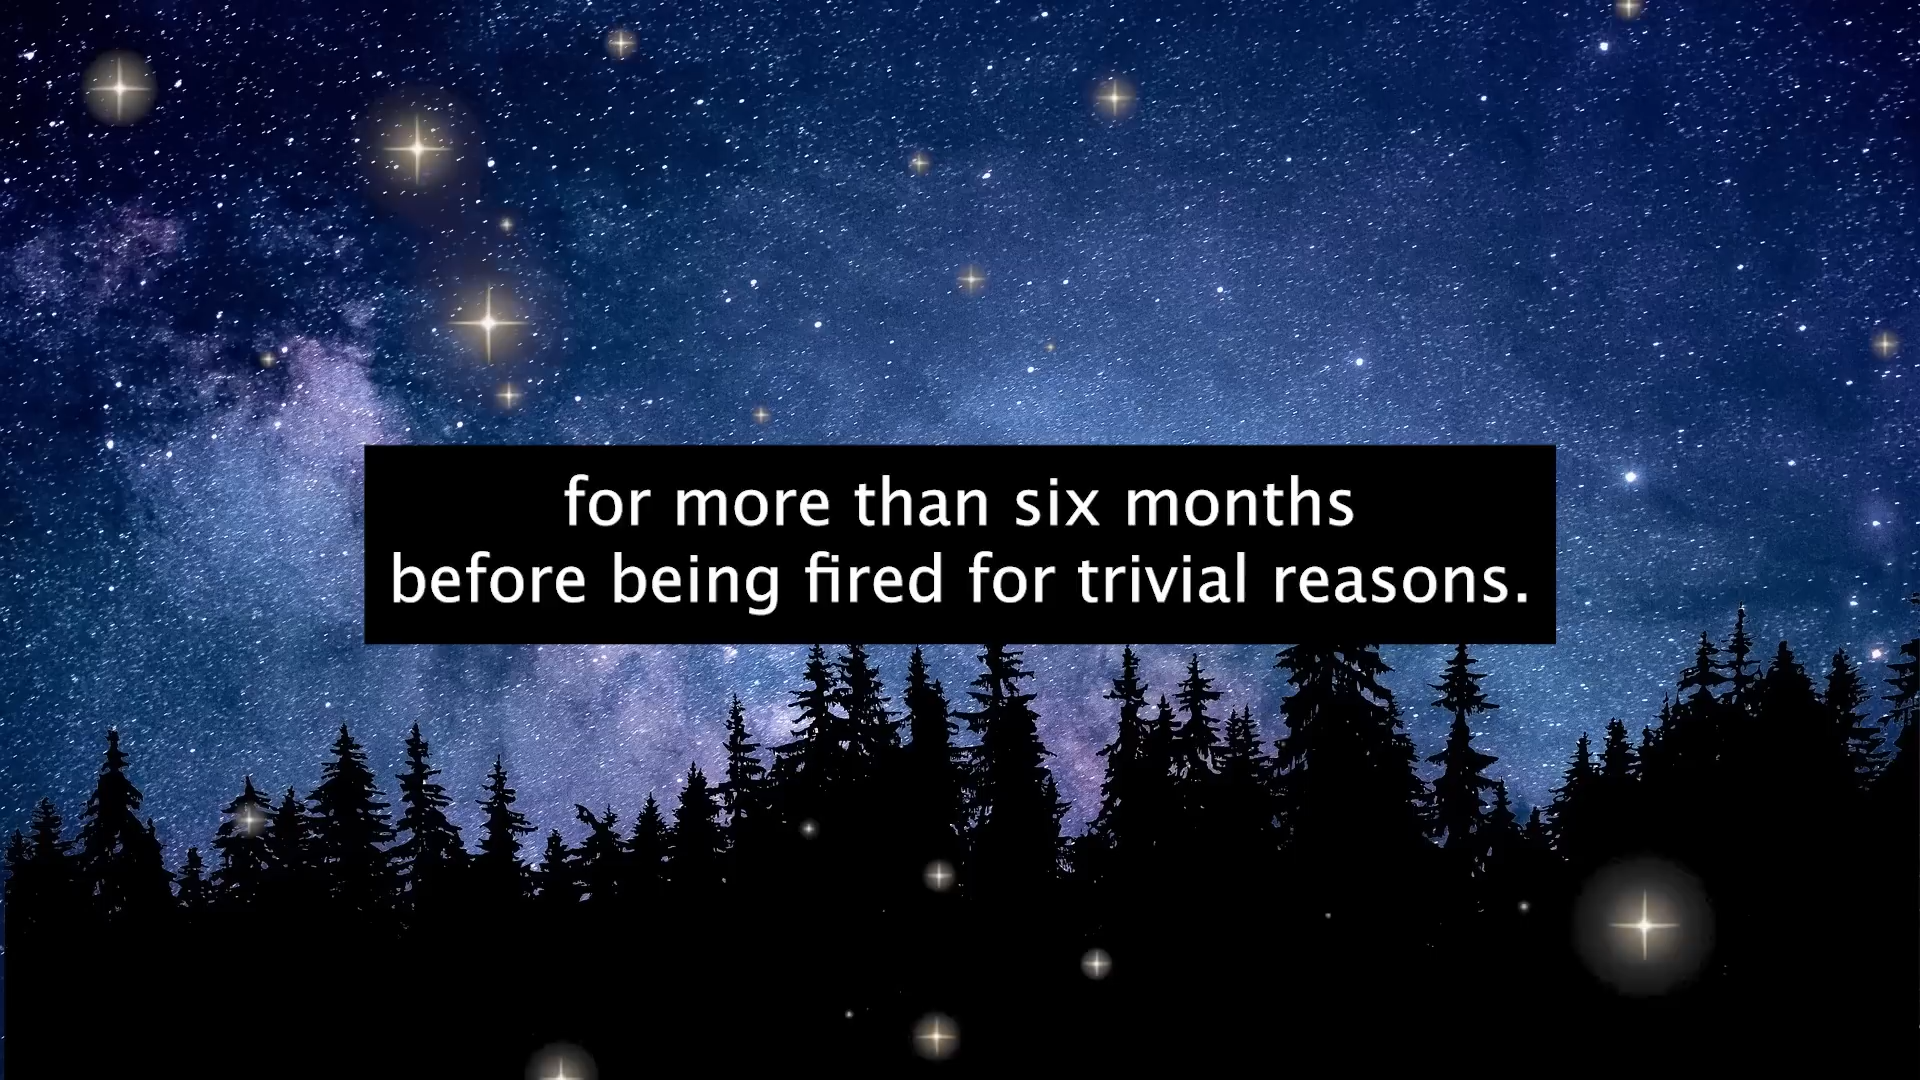 for more than six months
before being fired for trivial reasons.